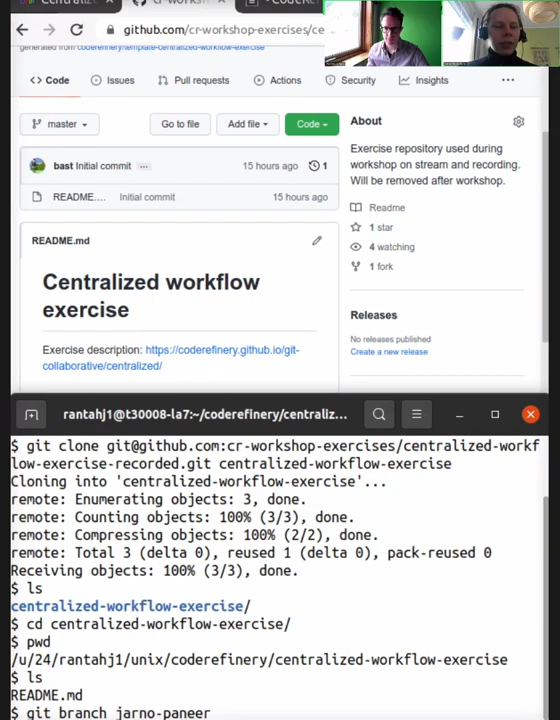 github.com/cr-workshop-exercises/ce
generated from coderefinery/template-centralized-workflow-exercise
Code
Issues
Pull requests
Actions
Security
Insights
...
master
Go to file
Add file
Code
bast Initial commit ...
15 hours ago
1
README....
Initial commit
15 hours ago
README.md
Centralized workflow
exercise
Exercise description: https://coderefinery.github.io/git-
collaborative/centralized/
About
Exercise repository used during
workshop on stream and recording.
Will be removed after workshop.
Readme
1 star
4 watching
1 fork
Releases
No releases published
Create a new release
rantahj1@t30008-la7:~/coderefinery/centraliz...
$ git clone git@github.com:cr-workshop-exercises/centralized-workf
low-exercise-recorded.git centralized-workflow-exercise
Cloning into 'centralized-workflow-exercise'...
remote: Enumerating objects: 3, done.
remote: Counting objects: 100% (3/3), done.
remote: Compressing objects: 100% (2/2), done.
remote: Total 3 (delta 0), reused 1 (delta 0), pack-reused 0
Receiving objects: 100% (3/3), done.
$ ls
centralized-workflow-exercise/
$ cd centralized-workflow-exercise/
$ pwd
/u/24/rantahj1/unix/coderefinery/centralized-workflow-exercise
$ ls
README.md
$ git branch jarno-paneer